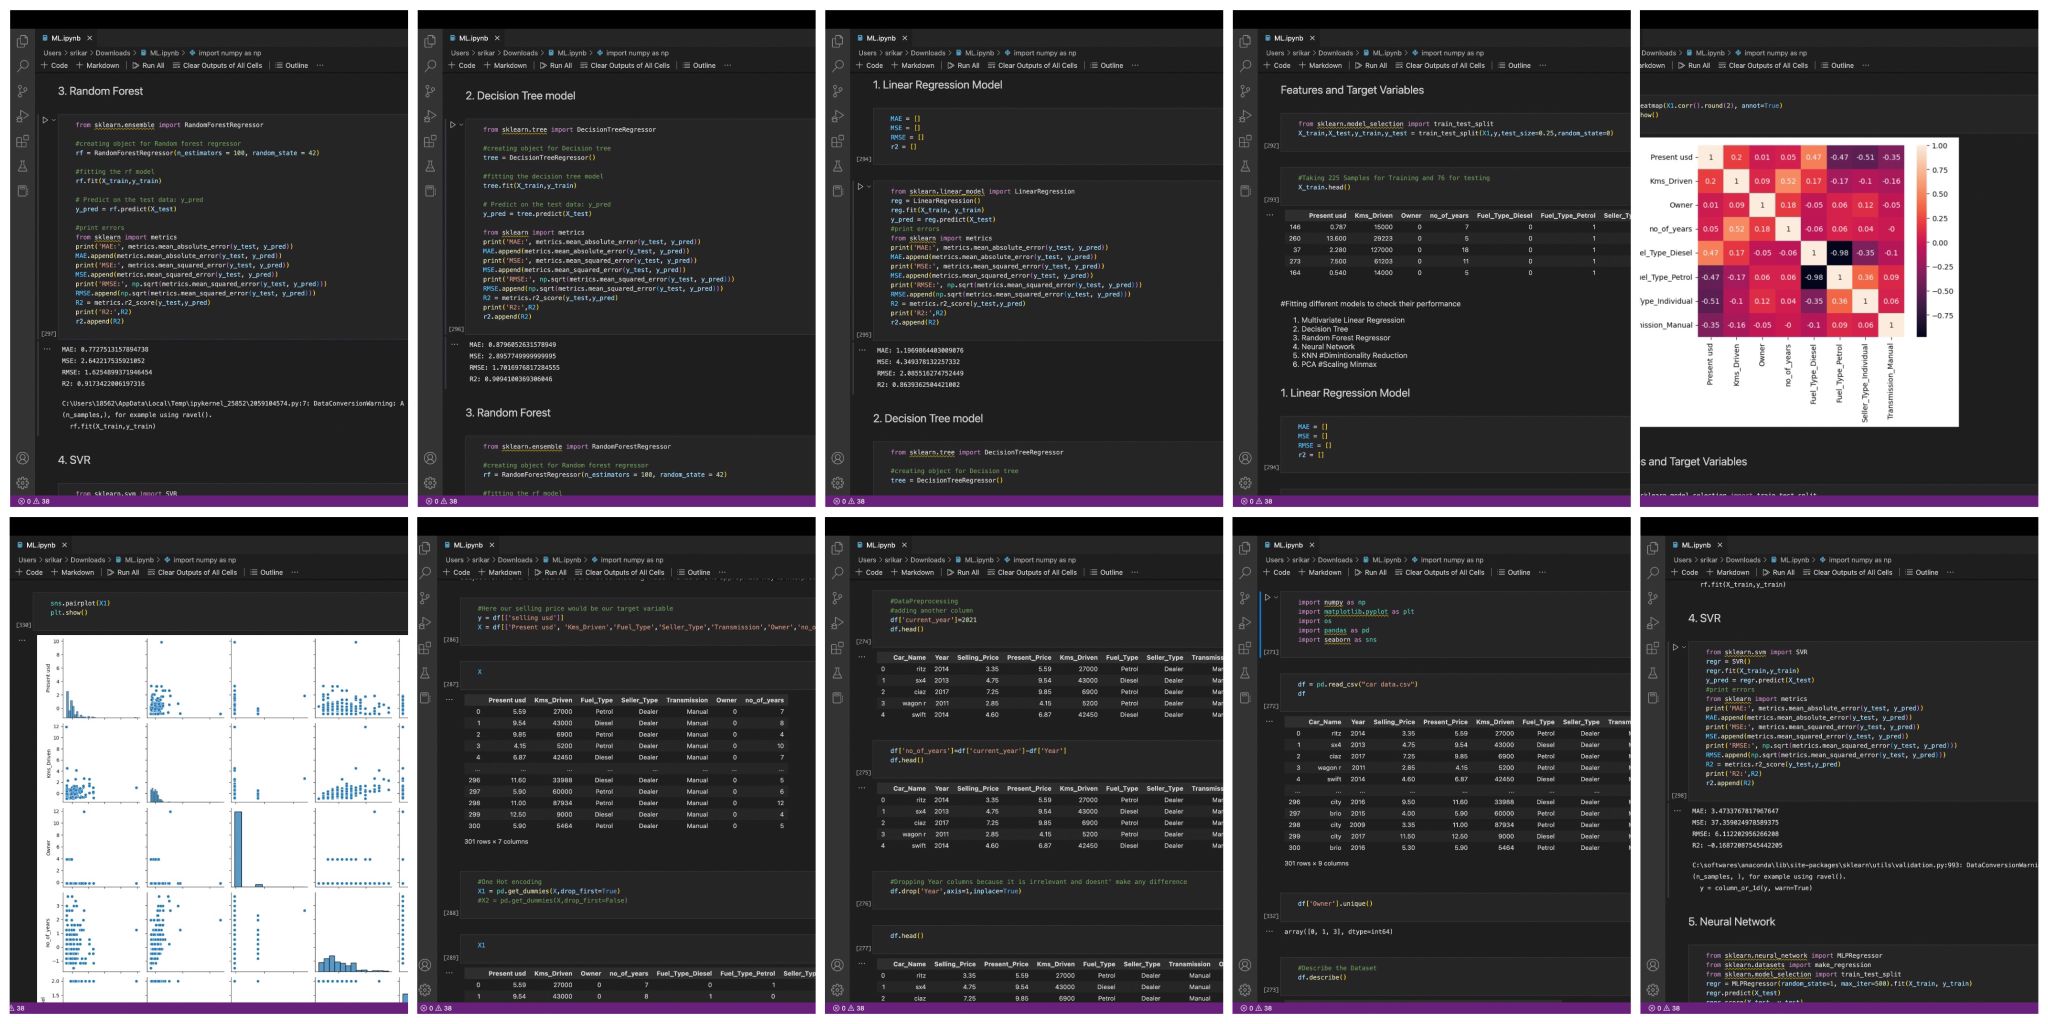 ML.ipynb
Users > srikar > Downloads > ML.ipynb > import numpy as np
+ Code + Markdown Run All Clear Outputs of All Cells Outline ···
3. Random Forest
from sklearn.ensemble import RandomForestRegressor
#creating object for Random forest regressor
rf = RandomForestRegressor(n_estimators = 100, random_state = 42)
#fitting the rf model
rf.fit(X_train,y_train)
# Predict on the test data: y_pred
y_pred = rf.predict(X_test)
#print errors
from sklearn import metrics
print('MAE:', metrics.mean_absolute_error(y_test, y_pred))
MAE.append(metrics.mean_absolute_error(y_test, y_pred))
print('MSE:', metrics.mean_squared_error(y_test, y_pred))
MSE.append(metrics.mean_squared_error(y_test, y_pred))
print('RMSE:', np.sqrt(metrics.mean_squared_error(y_test, y_pred)))
RMSE.append(np.sqrt(metrics.mean_squared_error(y_test, y_pred)))
R2 = metrics.r2_score(y_test,y_pred)
print('R2:',R2)
r2.append(R2)
[297]
MAE: 0.7727513157894738
MSE: 2.642217535921052
RMSE: 1.6254899371946454
R2: 0.9173422006197316
C:\Users\18562\AppData\Local\Temp\ipykernel_25852\2059104574.py:7: DataConversionWarning: A
(n_samples,), for example using ravel().
rf.fit(X_train,y_train)
4. SVR
from sklearn.svm import SVR
0 38
ML.ipynb
Users > srikar > Downloads > ML.ipynb > import numpy as np
+ Code + Markdown Run All Clear Outputs of All Cells Outline ···
2. Decision Tree model
from sklearn.tree import DecisionTreeRegressor
#creating object for Decision tree
tree = DecisionTreeRegressor()
#fitting the decision tree model
tree.fit(X_train,y_train)
# Predict on the test data: y_pred
y_pred = tree.predict(X_test)
from sklearn import metrics
print('MAE:', metrics.mean_absolute_error(y_test, y_pred))
MAE.append(metrics.mean_absolute_error(y_test, y_pred))
print('MSE:', metrics.mean_squared_error(y_test, y_pred))
MSE.append(metrics.mean_squared_error(y_test, y_pred))
print('RMSE:', np.sqrt(metrics.mean_squared_error(y_test, y_pred)))
RMSE.append(np.sqrt(metrics.mean_squared_error(y_test, y_pred)))
R2 = metrics.r2_score(y_test,y_pred)
print('R2:',R2)
r2.append(R2)
[296]
MAE: 0.8796052631578949
MSE: 2.8957749999999995
RMSE: 1.7016976817284555
R2: 0.9094100369306046
3. Random Forest
from sklearn.ensemble import RandomForestRegressor
#creating object for Random forest regressor
rf = RandomForestRegressor(n_estimators = 100, random_state = 42)
#fitting the rf model
0 38
ML.ipynb
Users > srikar > Downloads > ML.ipynb > import numpy as np
+ Code + Markdown Run All Clear Outputs of All Cells Outline ···
1. Linear Regression Model
MAE = []
MSE = []
RMSE = []
r2 = []
[294]
from sklearn.linear_model import LinearRegression
reg = LinearRegression()
reg.fit(X_train, y_train)
y_pred = reg.predict(X_test)
#print errors
from sklearn import metrics
print('MAE:', metrics.mean_absolute_error(y_test, y_pred))
MAE.append(metrics.mean_absolute_error(y_test, y_pred))
print('MSE:', metrics.mean_squared_error(y_test, y_pred))
MSE.append(metrics.mean_squared_error(y_test, y_pred))
print('RMSE:', np.sqrt(metrics.mean_squared_error(y_test, y_pred)))
RMSE.append(np.sqrt(metrics.mean_squared_error(y_test, y_pred)))
R2 = metrics.r2_score(y_test,y_pred)
print('R2:',R2)
r2.append(R2)
[295]
MAE: 1.1969864403009076
MSE: 4.349378132257332
RMSE: 2.085516274752449
R2: 0.8639362504421002
2. Decision Tree model
from sklearn.tree import DecisionTreeRegressor
#creating object for Decision tree
tree = DecisionTreeRegressor()
0 38
ML.ipynb
Users > srikar > Downloads > ML.ipynb > import numpy as np
+ Code + Markdown Run All Clear Outputs of All Cells Outline ···
Features and Target Variables
from sklearn.model_selection import train_test_split
X_train,X_test,y_train,y_test = train_test_split(X1,y,test_size=0.25,random_state=0)
[292]
#Taking 225 Samples for Training and 76 for testing
X_train.head()
[293]
Present usd Kms_Driven Owner no_of_years Fuel_Type_Diesel Fuel_Type_Petrol Seller_Ty
146 0.787 15000 0 7 0 1
260 13.600 29223 0 5 0 1
37 2.280 127000 0 18 0 1
273 7.500 61203 0 11 0 1
164 0.540 14000 0 5 0 1
#Fitting different models to check their performance
1. Multivariate Linear Regression
2. Decision Tree
3. Random Forest Regressor
4. Neural Network
5. KNN #Dimintionality Reduction
6. PCA #Scaling Minmax
1. Linear Regression Model
MAE = []
MSE = []
RMSE = []
r2 = []
[294]
0 38
Downloads > ML.ipynb > import numpy as np
rkdown Run All Clear Outputs of All Cells Outline ···
eatmap(X1.corr().round(2), annot=True)
how()
Present usd 1 0.2 0.01 0.05 0.47 -0.47 -0.51 -0.35
Kms_Driven 0.2 1 0.09 0.52 0.17 -0.17 -0.1 -0.16
Owner 0.01 0.09 1 0.18 -0.05 0.06 0.12 -0.05
no_of_years 0.05 0.52 0.18 1 -0.06 0.06 0.04 -0
el_Type_Diesel 0.47 0.17 -0.05 -0.06 1 -0.98 -0.35 -0.1
el_Type_Petrol -0.47 -0.17 0.06 0.06 -0.98 1 0.36 0.09
ype_Individual -0.51 -0.1 0.12 0.04 -0.35 0.36 1 0.06
mission_Manual -0.35 -0.16 -0.05 -0 -0.1 0.09 0.06 1
Present usd Kms_Driven Owner no_of_years Fuel_Type_Diesel Fuel_Type_Petrol Seller_Type_Individual Transmission_Manual
1.00
0.75
0.50
0.25
0.00
-0.25
-0.50
-0.75
s and Target Variables
sklearn.model_selection import train_test_split
ML.ipynb
Users > srikar > Downloads > ML.ipynb > import numpy as np
+ Code + Markdown Run All Clear Outputs of All Cells Outline ···
sns.pairplot(X1)
plt.show()
[330]
Present usd
10
8
6
4
2
0
Kms_Driven
12
10
8
6
4
2
0
Owner
12
10
8
6
4
2
0
no_of_years
3
2
1
0
-1
2.0
1.5
38
ML.ipynb
Users > srikar > Downloads > ML.ipynb > import numpy as np
+ Code + Markdown Run All Clear Outputs of All Cells Outline ···
#Here our selling price would be our target variable
y = df[['selling usd']]
X = df[['Present usd', 'Kms_Driven','Fuel_Type','Seller_Type','Transmission','Owner','no_o
[286]
X
[287]
Present usd Kms_Driven Fuel_Type Seller_Type Transmission Owner no_of_years
0 5.59 27000 Petrol Dealer Manual 0 7
1 9.54 43000 Diesel Dealer Manual 0 8
2 9.85 6900 Petrol Dealer Manual 0 4
3 4.15 5200 Petrol Dealer Manual 0 10
4 6.87 42450 Diesel Dealer Manual 0 7
... ... ... ... ... ... ... ...
296 11.60 33988 Diesel Dealer Manual 0 5
297 5.90 60000 Petrol Dealer Manual 0 6
298 11.00 87934 Petrol Dealer Manual 0 12
299 12.50 9000 Diesel Dealer Manual 0 4
300 5.90 5464 Petrol Dealer Manual 0 5
301 rows × 7 columns
#One Hot encoding
X1 = pd.get_dummies(X,drop_first=True)
#X2 = pd.get_dummies(X,drop_first=False)
[288]
X1
[289]
Present usd Kms_Driven Owner no_of_years Fuel_Type_Diesel Fuel_Type_Petrol Seller_Typ
0 5.59 27000 0 7 0 1
1 9.54 43000 0 8 1 0
0 38
ML.ipynb
Users > srikar > Downloads > ML.ipynb > import numpy as np
+ Code + Markdown Run All Clear Outputs of All Cells Outline ···
#DataPreprocessing
#adding another column
df['current_year']=2021
df.head()
[274]
Car_Name Year Selling_Price Present_Price Kms_Driven Fuel_Type Seller_Type Transmiss
0 ritz 2014 3.35 5.59 27000 Petrol Dealer Mar
1 sx4 2013 4.75 9.54 43000 Diesel Dealer Mar
2 ciaz 2017 7.25 9.85 6900 Petrol Dealer Mar
3 wagon r 2011 2.85 4.15 5200 Petrol Dealer Mar
4 swift 2014 4.60 6.87 42450 Diesel Dealer Mar
df['no_of_years']=df['current_year']-df['Year']
df.head()
[275]
Car_Name Year Selling_Price Present_Price Kms_Driven Fuel_Type Seller_Type Transmiss
0 ritz 2014 3.35 5.59 27000 Petrol Dealer Mar
1 sx4 2013 4.75 9.54 43000 Diesel Dealer Mar
2 ciaz 2017 7.25 9.85 6900 Petrol Dealer Mar
3 wagon r 2011 2.85 4.15 5200 Petrol Dealer Mar
4 swift 2014 4.60 6.87 42450 Diesel Dealer Mar
#Dropping Year columns because it is irrelevant and doesnt' make any difference
df.drop('Year',axis=1,inplace=True)
[276]
df.head()
[277]
Car_Name Selling_Price Present_Price Kms_Driven Fuel_Type Seller_Type Transmission O
0 ritz 3.35 5.59 27000 Petrol Dealer Manual
1 sx4 4.75 9.54 43000 Diesel Dealer Manual
2 ciaz 7.25 9.85 6900 Petrol Dealer Manual
0 38
ML.ipynb
Users > srikar > Downloads > ML.ipynb > import numpy as np
+ Code + Markdown Run All Clear Outputs of All Cells Outline ···
import numpy as np
import matplotlib.pyplot as plt
import os
import pandas as pd
import seaborn as sns
[271]
df = pd.read_csv("car data.csv")
df
[272]
Car_Name Year Selling_Price Present_Price Kms_Driven Fuel_Type Seller_Type Transm
0 ritz 2014 3.35 5.59 27000 Petrol Dealer
1 sx4 2013 4.75 9.54 43000 Diesel Dealer
2 ciaz 2017 7.25 9.85 6900 Petrol Dealer
3 wagon r 2011 2.85 4.15 5200 Petrol Dealer
4 swift 2014 4.60 6.87 42450 Diesel Dealer
... ... ... ... ... ... ... ...
296 city 2016 9.50 11.60 33988 Diesel Dealer
297 brio 2015 4.00 5.90 60000 Petrol Dealer
298 city 2009 3.35 11.00 87934 Petrol Dealer
299 city 2017 11.50 12.50 9000 Diesel Dealer
300 brio 2016 5.30 5.90 5464 Petrol Dealer
301 rows × 9 columns
df['Owner'].unique()
[332]
array([0, 1, 3], dtype=int64)
#Describe the Dataset
df.describe()
[273]
0 38
ML.ipynb
Users > srikar > Downloads > ML.ipynb > import numpy as np
+ Code + Markdown Run All Clear Outputs of All Cells Outline ···
rf.fit(X_train,y_train)
4. SVR
from sklearn.svm import SVR
regr = SVR()
regr.fit(X_train,y_train)
y_pred = regr.predict(X_test)
#print errors
from sklearn import metrics
print('MAE:', metrics.mean_absolute_error(y_test, y_pred))
MAE.append(metrics.mean_absolute_error(y_test, y_pred))
print('MSE:', metrics.mean_squared_error(y_test, y_pred))
MSE.append(metrics.mean_squared_error(y_test, y_pred))
print('RMSE:', np.sqrt(metrics.mean_squared_error(y_test, y_pred)))
RMSE.append(np.sqrt(metrics.mean_squared_error(y_test, y_pred)))
R2 = metrics.r2_score(y_test,y_pred)
print('R2:',R2)
r2.append(R2)
[298]
MAE: 3.4733767817967647
MSE: 37.359024978589375
RMSE: 6.112202956266208
R2: -0.16872087545442205
C:\softwares\anaconda\lib\site-packages\sklearn\utils\validation.py:993: DataConversionWarni
(n_samples, ), for example using ravel().
y = column_or_1d(y, warn=True)
5. Neural Network
from sklearn.neural_network import MLPRegressor
from sklearn.datasets import make_regression
from sklearn.model_selection import train_test_split
regr = MLPRegressor(random_state=1, max_iter=500).fit(X_train, y_train)
regr.predict(X_test)
0 38